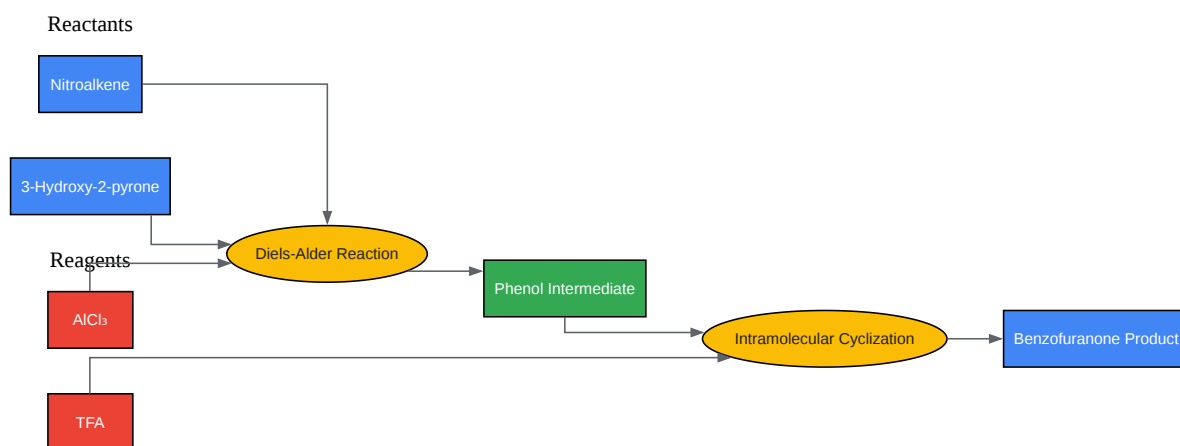 Reactants
Nitroalkene
3-Hydroxy-2-pyrone
Diels-Alder Reaction
Reagents
Phenol Intermediate
AlCl₃
Intramolecular Cyclization
Benzofuranone Product
TFA